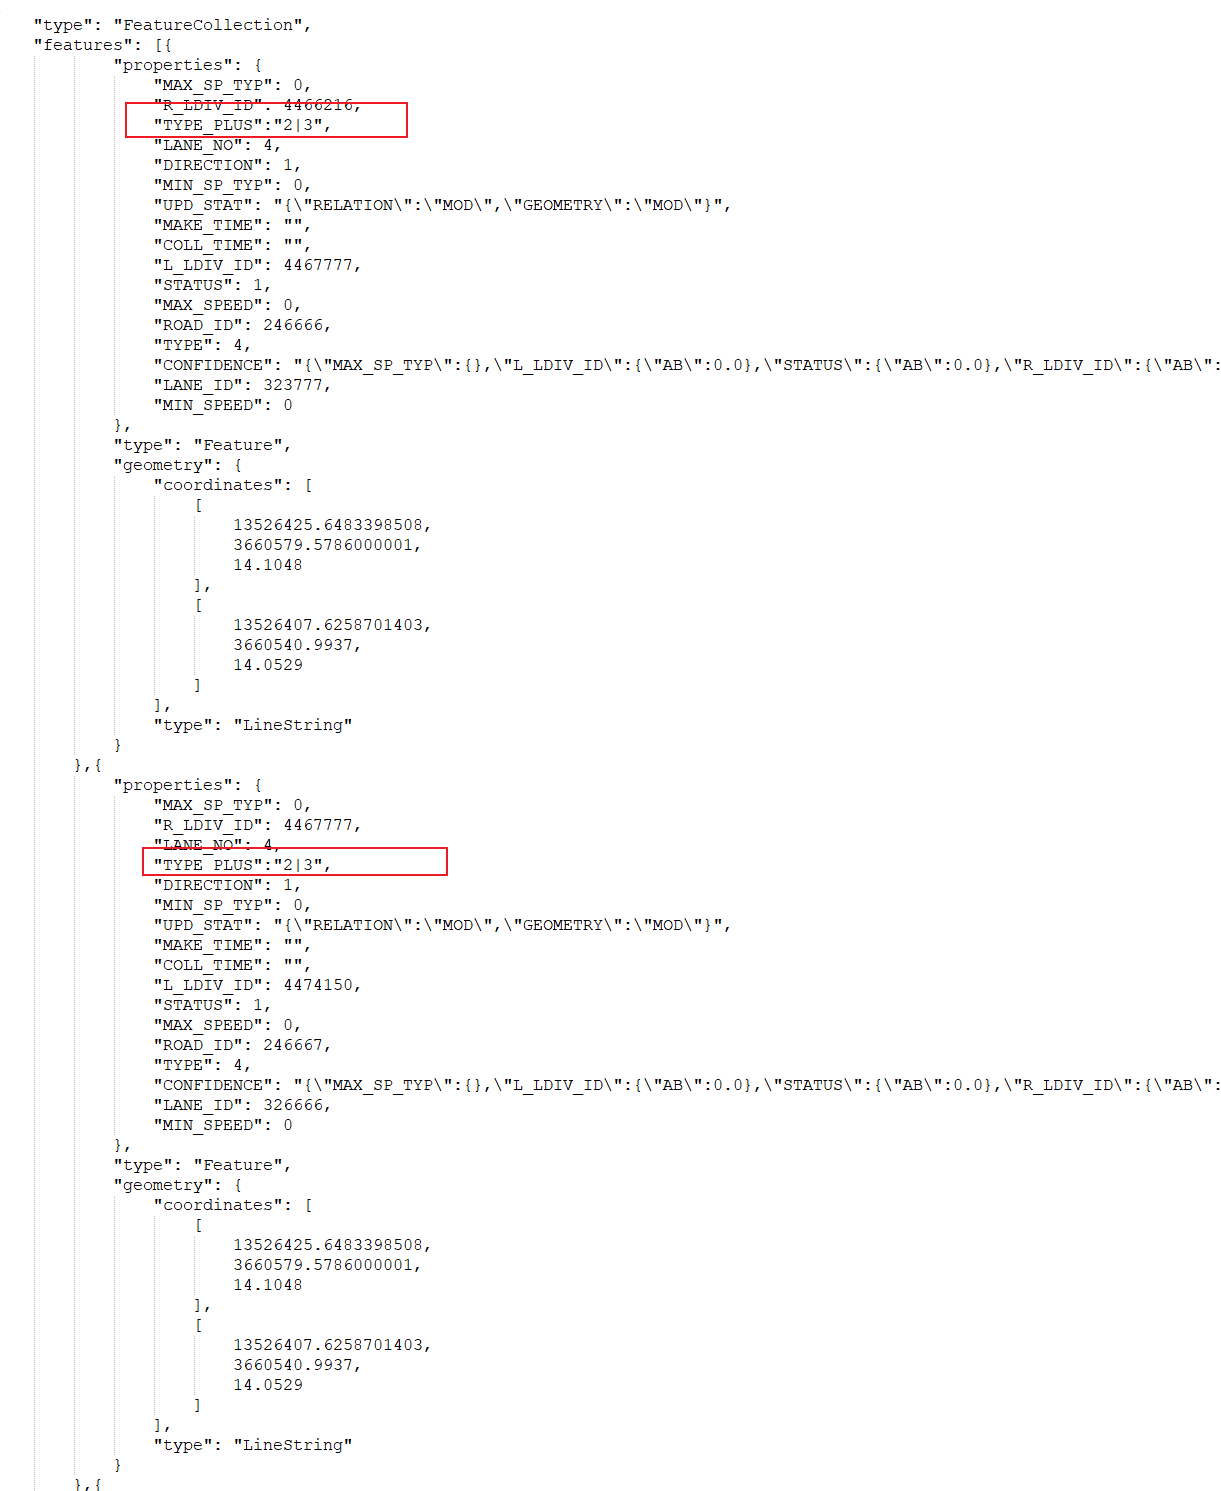 "type": "FeatureCollection",
"features": [{
"properties": {
"MAX_SP_TYP": 0,
"R_LDIV_ID": 4466216,
"TYPE_PLUS":"2|3",
"LANE_NO": 4,
"DIRECTION": 1,
"MIN_SP_TYP": 0,
"UPD_STAT": "{\"RELATION\":\"MOD\",\"GEOMETRY\":\"MOD\"}",
"MAKE_TIME": "",
"COLL_TIME": "",
"L_LDIV_ID": 4467777,
"STATUS": 1,
"MAX_SPEED": 0,
"ROAD_ID": 246666,
"TYPE": 4,
"CONFIDENCE": "{\"MAX_SP_TYP\":{},\"L_LDIV_ID\":{\"AB\":0.0},\"STATUS\":{\"AB\":0.0},\"R_LDIV_ID\":{\"AB\":
"LANE_ID": 323777,
"MIN_SPEED": 0
},
"type": "Feature",
"geometry": {
"coordinates": [
[
13526425.6483398508,
3660579.5786000001,
14.1048
],
[
13526407.6258701403,
3660540.9937,
14.0529
]
],
"type": "LineString"
}
},{
"properties": {
"MAX_SP_TYP": 0,
"R_LDIV_ID": 4467777,
"LANE_NO": 4,
"TYPE_PLUS":"2|3",
"DIRECTION": 1,
"MIN_SP_TYP": 0,
"UPD_STAT": "{\"RELATION\":\"MOD\",\"GEOMETRY\":\"MOD\"}",
"MAKE_TIME": "",
"COLL_TIME": "",
"L_LDIV_ID": 4474150,
"STATUS": 1,
"MAX_SPEED": 0,
"ROAD_ID": 246667,
"TYPE": 4,
"CONFIDENCE": "{\"MAX_SP_TYP\":{},\"L_LDIV_ID\":{\"AB\":0.0},\"STATUS\":{\"AB\":0.0},\"R_LDIV_ID\":{\"AB\":
"LANE_ID": 326666,
"MIN_SPEED": 0
},
"type": "Feature",
"geometry": {
"coordinates": [
[
13526425.6483398508,
3660579.5786000001,
14.1048
],
[
13526407.6258701403,
3660540.9937,
14.0529
]
],
"type": "LineString"
}
},{